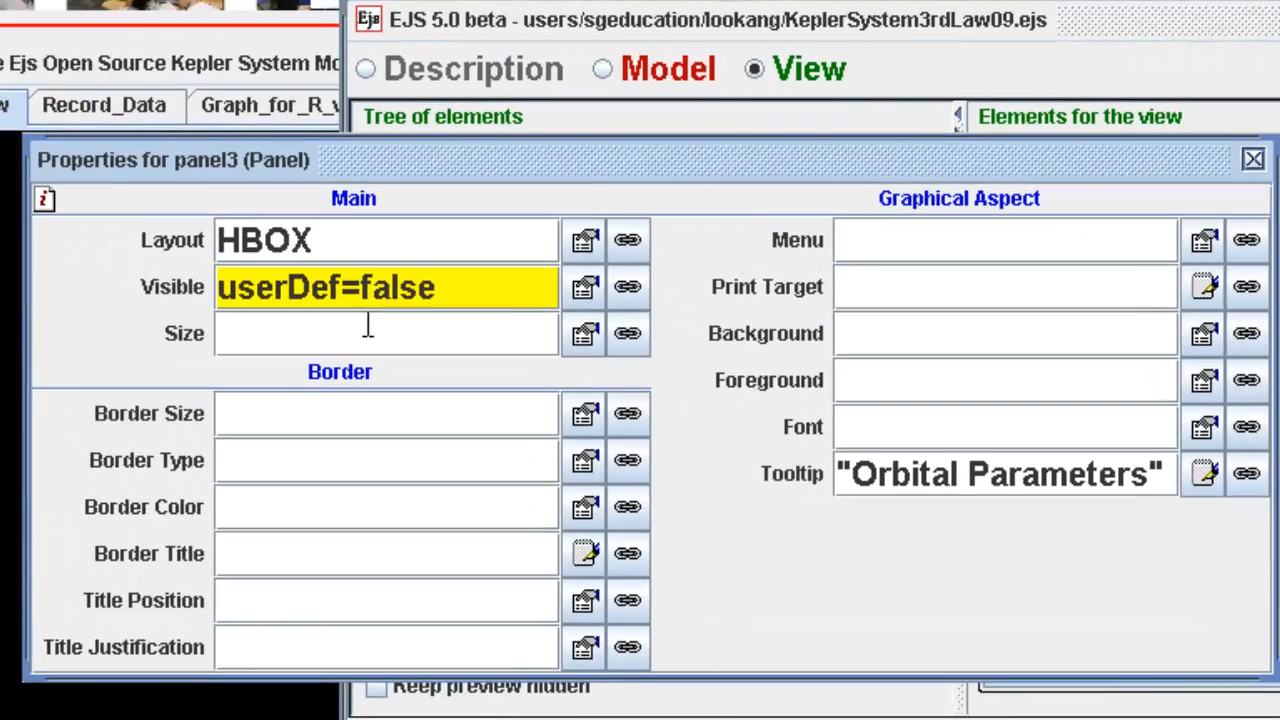 EJS 5.0 beta - users/sgeducation/lookang/KeplerSystem3rdLaw09.ejs
e Ejs Open Source Kepler System Mo
Description Model View
w Record_Data Graph_for_R_v
Tree of elements Elements for the view
Properties for panel3 (Panel)
Main Graphical Aspect
Layout HBOX Menu
Visible userDef=false Print Target
Size Background
Border
Foreground
Border Size Font
Border Type Tooltip "Orbital Parameters"
Border Color
Border Title
Title Position
Title Justification
Keep preview hidden